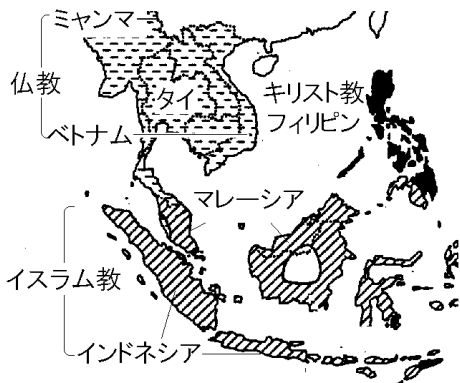 ミャンマー
仏教
タイ
キリスト教
フィリピン
ベトナム
マレーシア
イスラム教
インドネシア